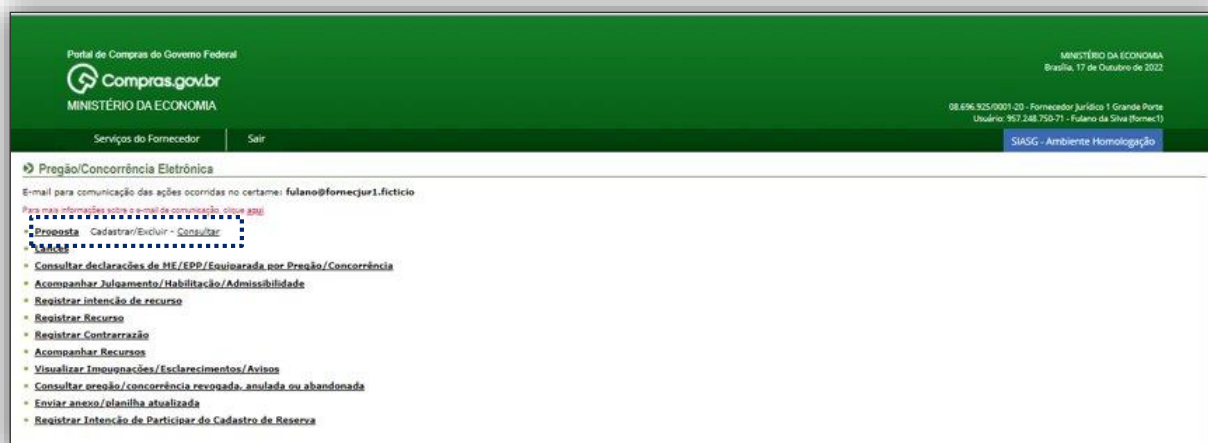 Portal de Compras do Governo Federal
Compras.gov.br
MINISTÉRIO DA ECONOMIA
MINISTÉRIO DA ECONOMIA
Brasília, 17 de Outubro de 2022
08.696.925/0001-20 - Fornecedor Jurídico 1 Grande Porte
Usuário: 957.248.750-71 - Fulano da Silva (fornec1)
Serviços do Fornecedor
Sair
SIASG - Ambiente Homologação
Pregão/Concorrência Eletrônica
E-mail para comunicação das ações ocorridas no certame: fulano@fornecjur1.ficticio
Para mais informações sobre o e-mail de comunicação, clique aqui
Proposta Cadastrar/Excluir - Consultar
Lances
Consultar declarações de ME/EPP/Equiparada por Pregão/Concorrência
Acompanhar Julgamento/Habilitação/Admissibilidade
Registrar intenção de recurso
Registrar Recurso
Registrar Contrarrazão
Acompanhar Recursos
Visualizar Impugnações/Esclarecimentos/Avisos
Consultar pregão/concorrência revogada, anulada ou abandonada
Enviar anexo/planilha atualizada
Registrar Intenção de Participar do Cadastro de Reserva